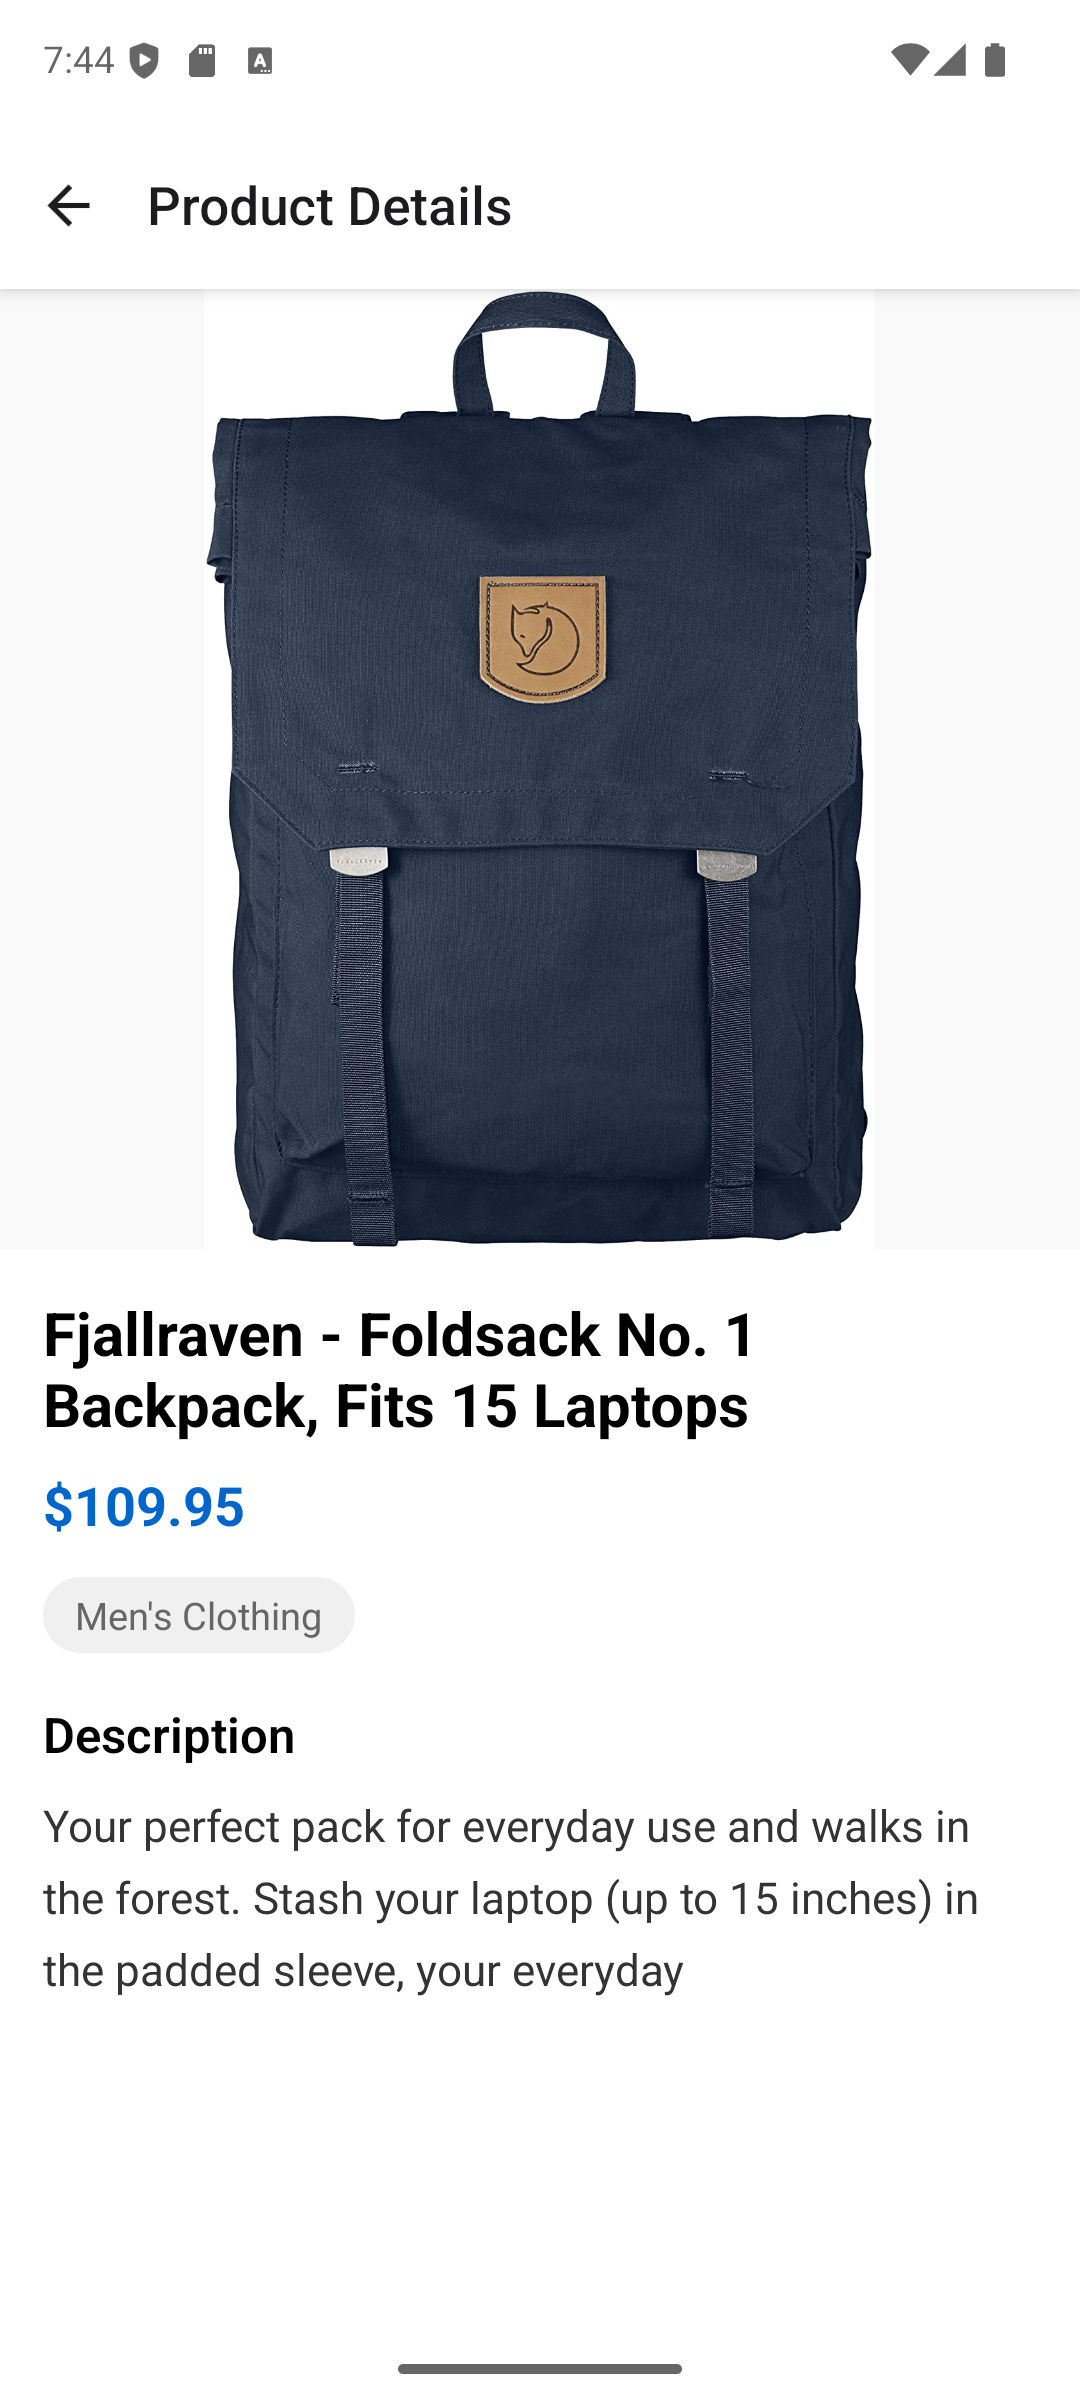 7:44
Product Details
Fjallraven - Foldsack No. 1
Backpack, Fits 15 Laptops
$109.95
Men's Clothing
Description
Your perfect pack for everyday use and walks in
the forest. Stash your laptop (up to 15 inches) in
the padded sleeve, your everyday